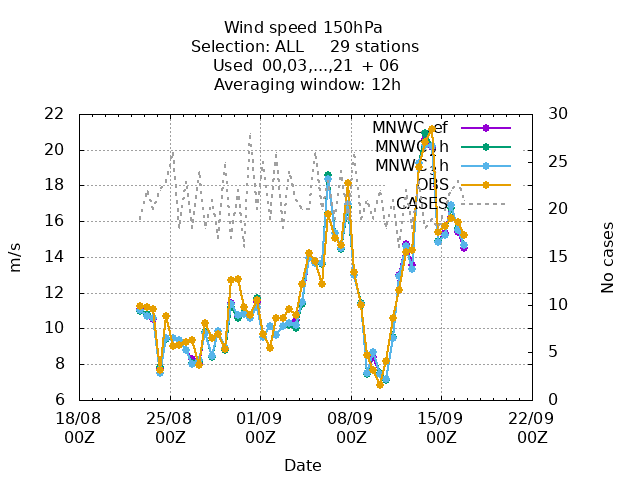 Wind speed 150hPa
Selection: ALL 29 stations
Used 00,03,...,21 + 06
Averaging window: 12h
22
20
18
16
14
12
10
8
6
m/s
30
25
20
15
10
5
0
No cases
OBS
CASES
18/08 25/08 01/09 08/09 15/09 22/09
00Z 00Z 00Z 00Z 00Z 00Z
Date